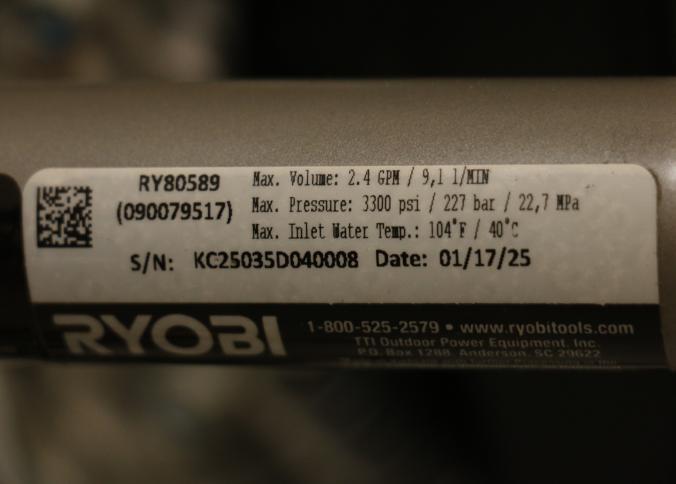 RY80589
(090079517)
Max. Volume: 2.4 GPM / 9,1 l/MIN
Max. Pressure: 3300 psi / 227 bar / 22,7 MPa
Max. Inlet Water Temp.: 104°F / 40°C
S/N: KC25035D040008 Date: 01/17/25
RYOBI
1-800-525-2579 • www.ryobitools.com
TTI Outdoor Power Equipment, Inc.
P.O. Box 1288, Anderson, SC 29622